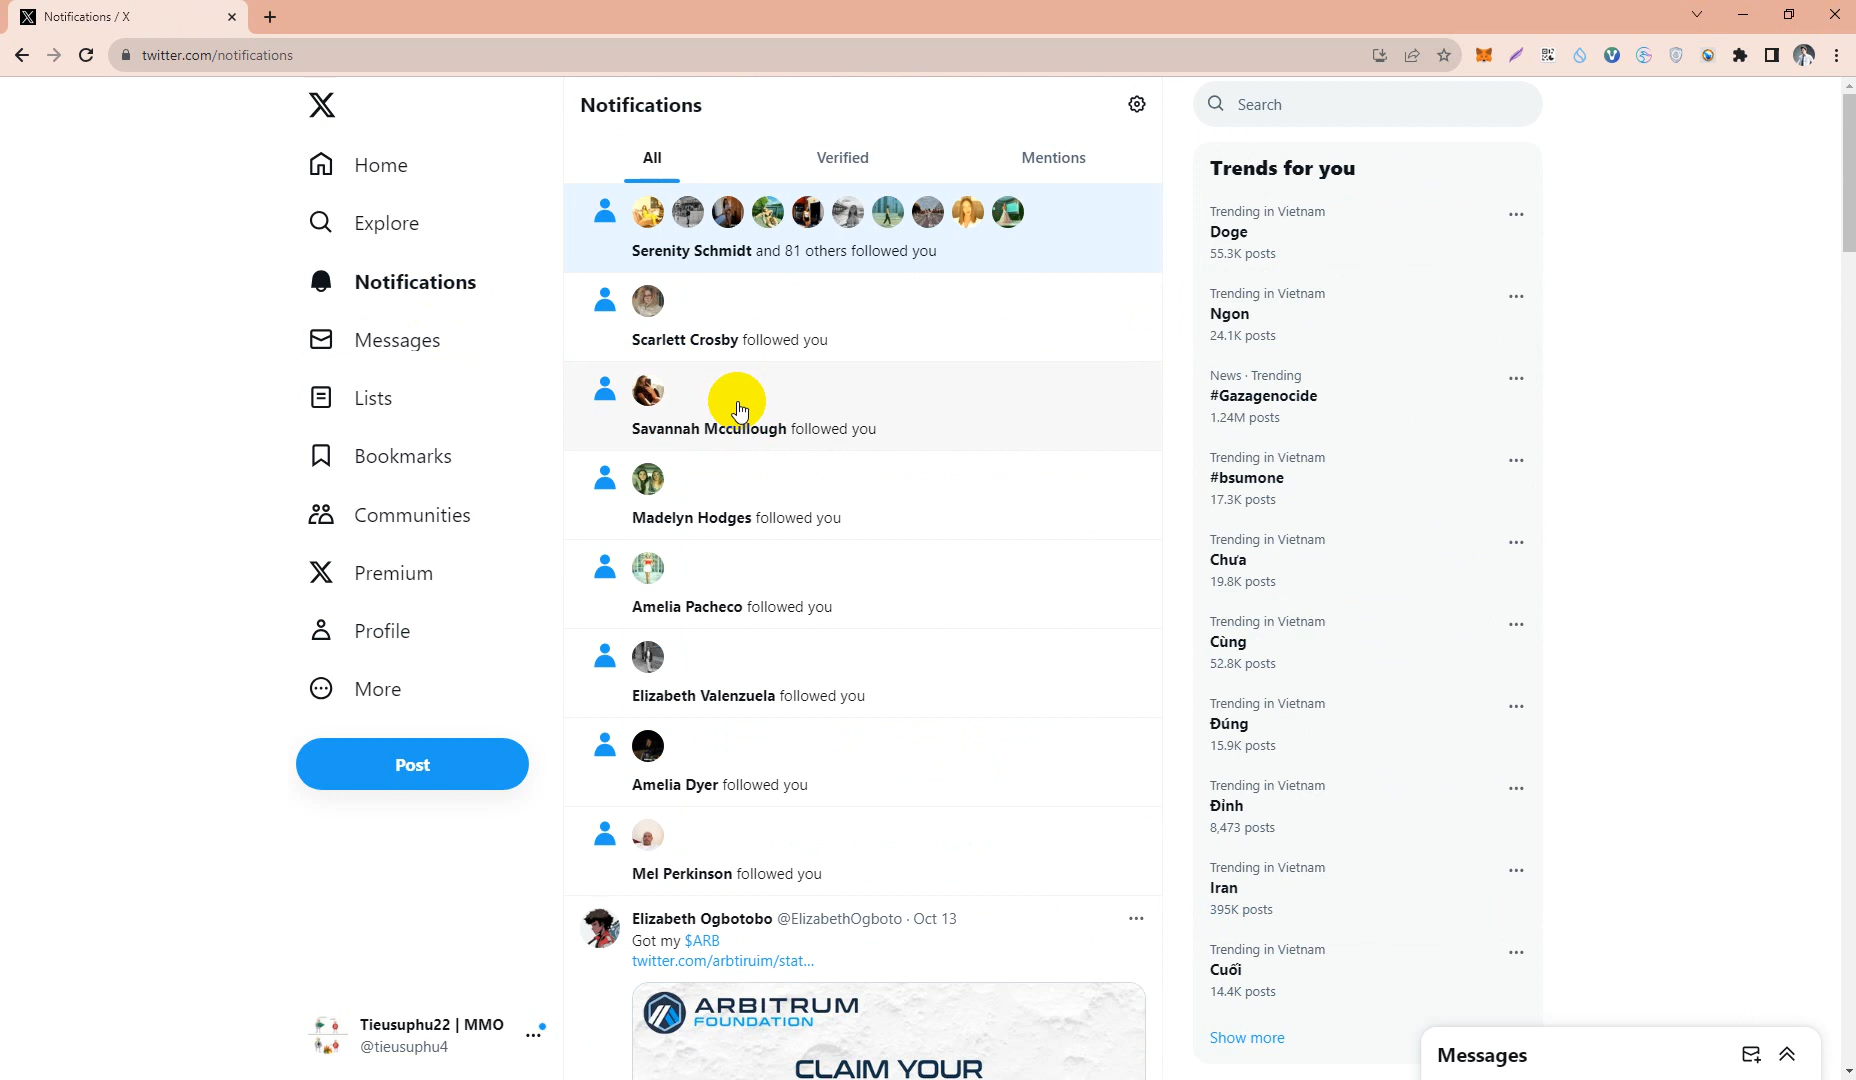 Notifications / X
twitter.com/notifications
Home
Explore
Notifications
Messages
Lists
Bookmarks
Communities
Premium
Profile
More
Post
Tieusuphu22 | MMO
@tieusuphu4
Notifications
All
Verified
Mentions
Serenity Schmidt and 81 others followed you
Scarlett Crosby followed you
Savannah Mccullough followed you
Madelyn Hodges followed you
Amelia Pacheco followed you
Elizabeth Valenzuela followed you
Amelia Dyer followed you
Mel Perkinson followed you
Elizabeth Ogbotobo @ElizabethOgboto · Oct 13
Got my $ARB
twitter.com/arbtiruim/stat...
ARBITRUM
FOUNDATION
CLAIM YOUR
Search
Trends for you
Trending in Vietnam
Doge
55.3K posts
Trending in Vietnam
Ngon
24.1K posts
News · Trending
#Gazagenocide
1.24M posts
Trending in Vietnam
#bsumone
17.3K posts
Trending in Vietnam
Chưa
19.8K posts
Trending in Vietnam
Cùng
52.8K posts
Trending in Vietnam
Đúng
15.9K posts
Trending in Vietnam
Đỉnh
8,473 posts
Trending in Vietnam
Iran
395K posts
Trending in Vietnam
Cuối
14.4K posts
Show more
Messages